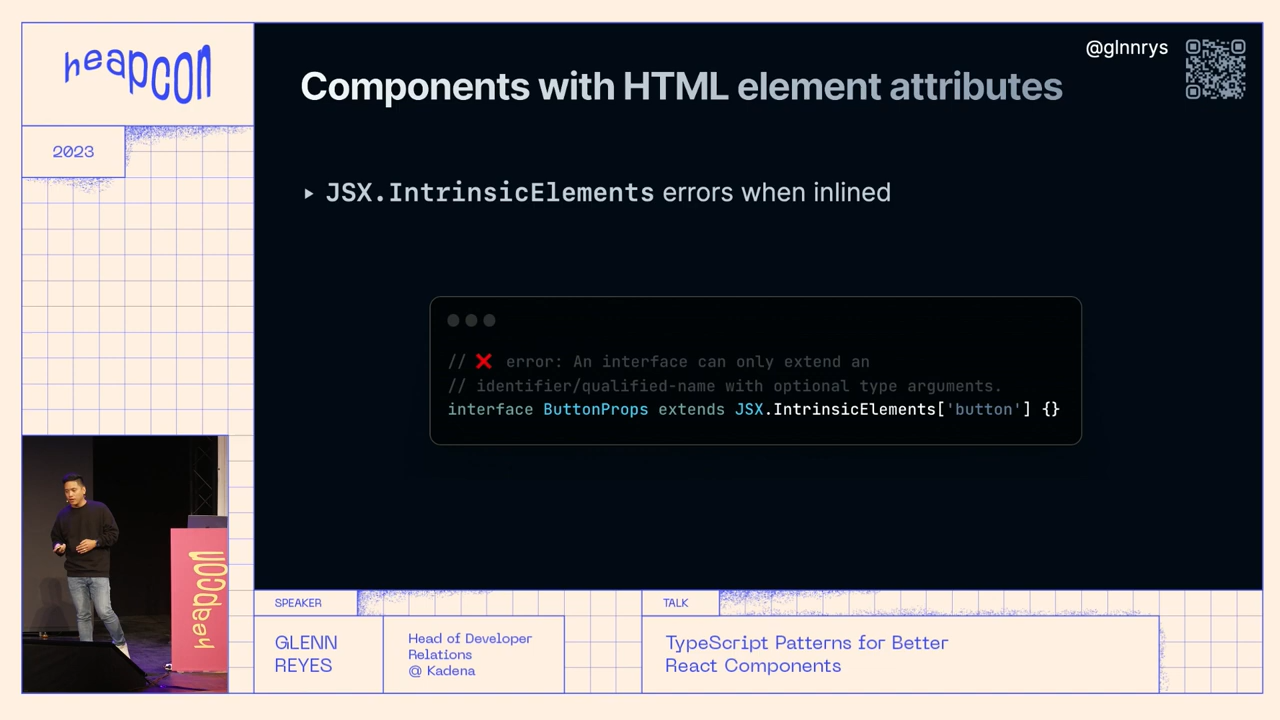 heapcon
2023
@glnnrys
Components with HTML element attributes
▸ JSX.IntrinsicElements errors when inlined
// ❌ error: An interface can only extend an
// identifier/qualified-name with optional type arguments.
interface ButtonProps extends JSX.IntrinsicElements['button'] {}
heapcon
SPEAKER
GLENN
REYES
Head of Developer
Relations
@ Kadena
TALK
TypeScript Patterns for Better
React Components